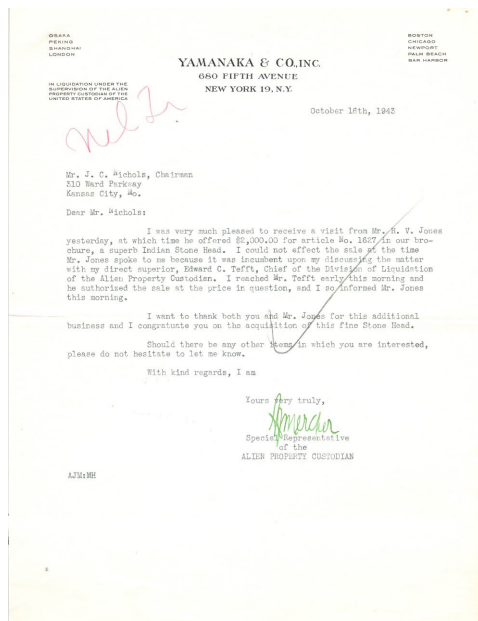 OSAKA
PEKING
SHANGHAI
LONDON
BOSTON
CHICAGO
NEWPORT
PALM BEACH
BAR HARBOR
YAMANAKA & CO., INC.
680 FIFTH AVENUE
NEW YORK 19, N.Y.
IN LIQUIDATION UNDER THE
SUPERVISION OF THE ALIEN
PROPERTY CUSTODIAN OF THE
UNITED STATES OF AMERICA
October 16th, 1943
Mr. J. C. Nichols, Chairman
310 Ward Parkway
Kansas City, Mo.
Dear Mr. Nichols:
I was very much pleased to receive a visit from Mr. R. V. Jones
yesterday, at which time he offered $2,000.00 for article No. 1627 in our bro-
chure, a superb Indian Stone Head. I could not effect the sale at the time
Mr. Jones spoke to me because it was incumbent upon my discussing the matter
with my direct superior, Edward C. Tefft, Chief of the Division of Liquidation
of the Alien Property Custodian. I reached Mr. Tefft early this morning and
he authorized the sale at the price in question, and I so informed Mr. Jones
this morning.
I want to thank both you and Mr. Jones for this additional
business and I congratulate you on the acquisition of this fine Stone Head.
Should there be any other items in which you are interested,
please do not hesitate to let me know.
With kind regards, I am
Yours very truly,
Special Representative
of the
ALIEN PROPERTY CUSTODIAN
AJM:MH